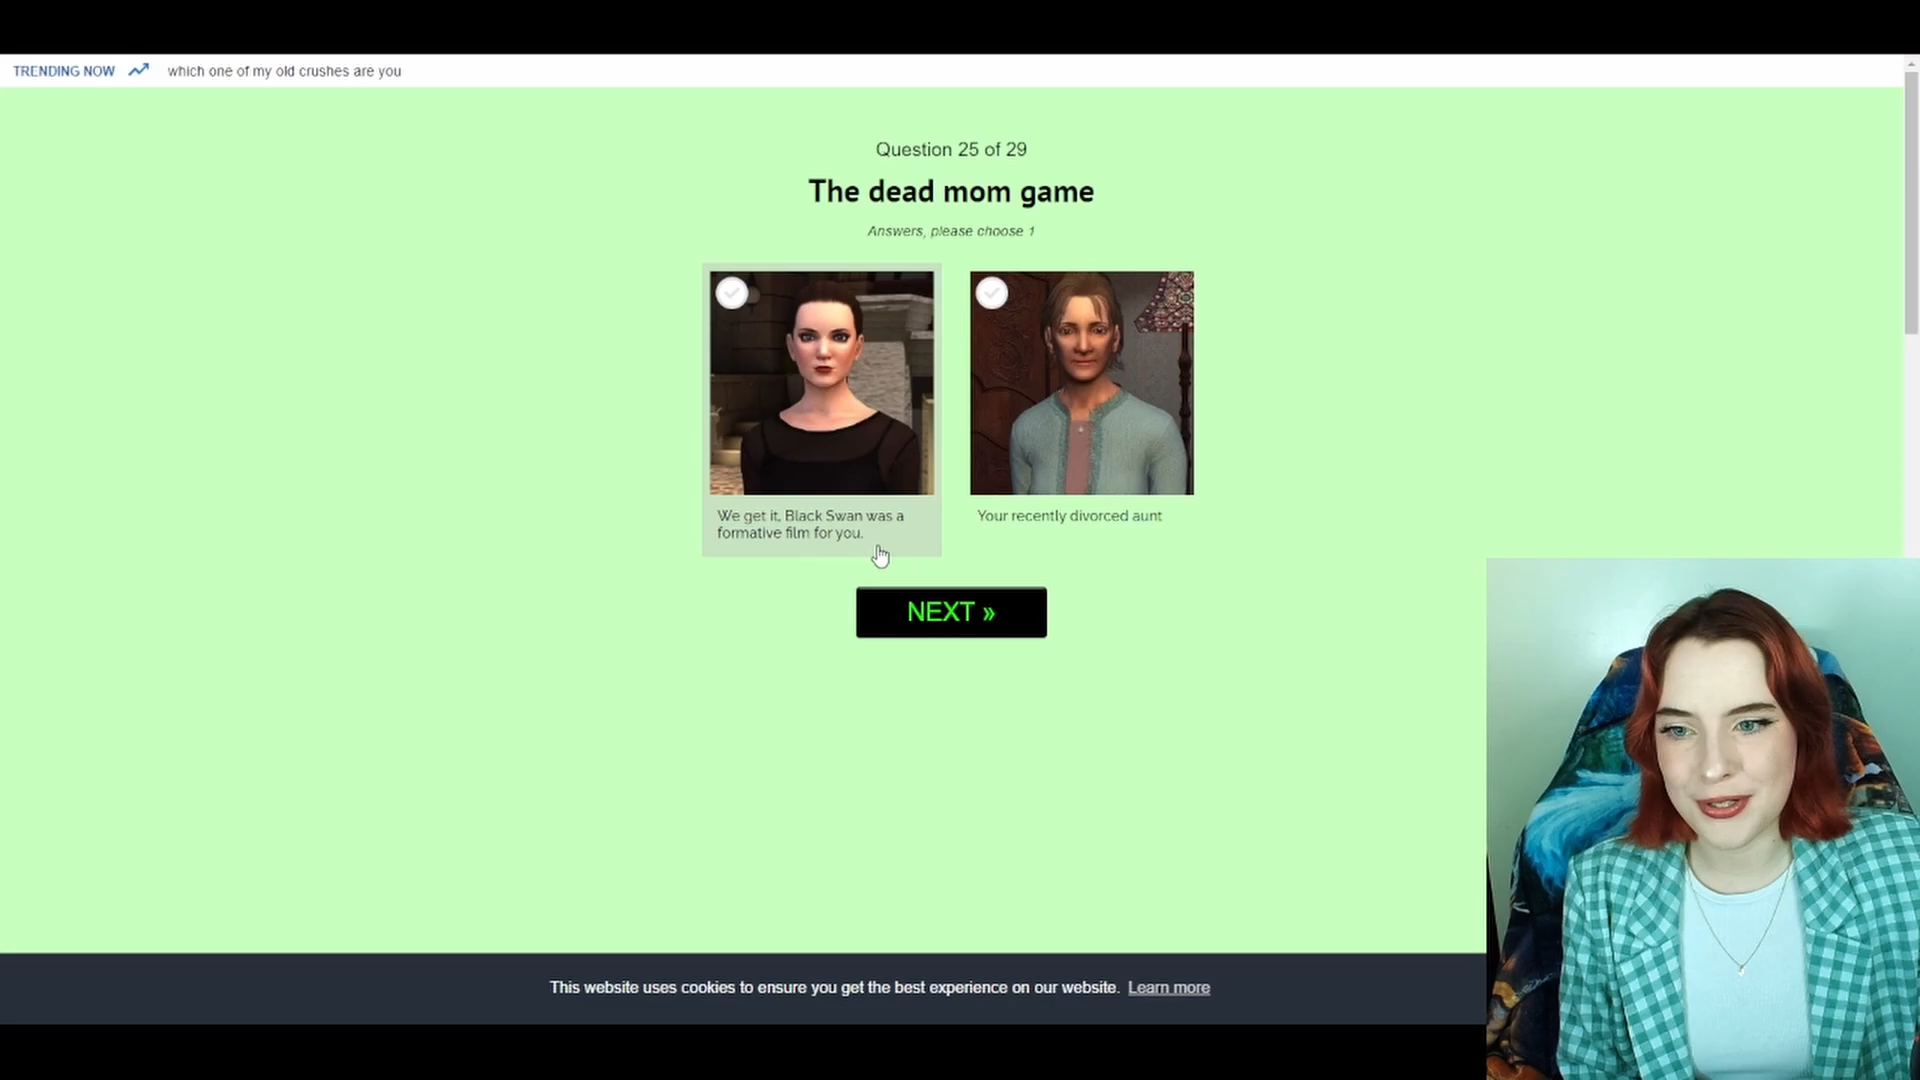 TRENDING NOW which one of my old crushes are you
Question 25 of 29
The dead mom game
Answers, please choose 1
We get it, Black Swan was a
formative film for you.
Your recently divorced aunt
NEXT »
This website uses cookies to ensure you get the best experience on our website. Learn more